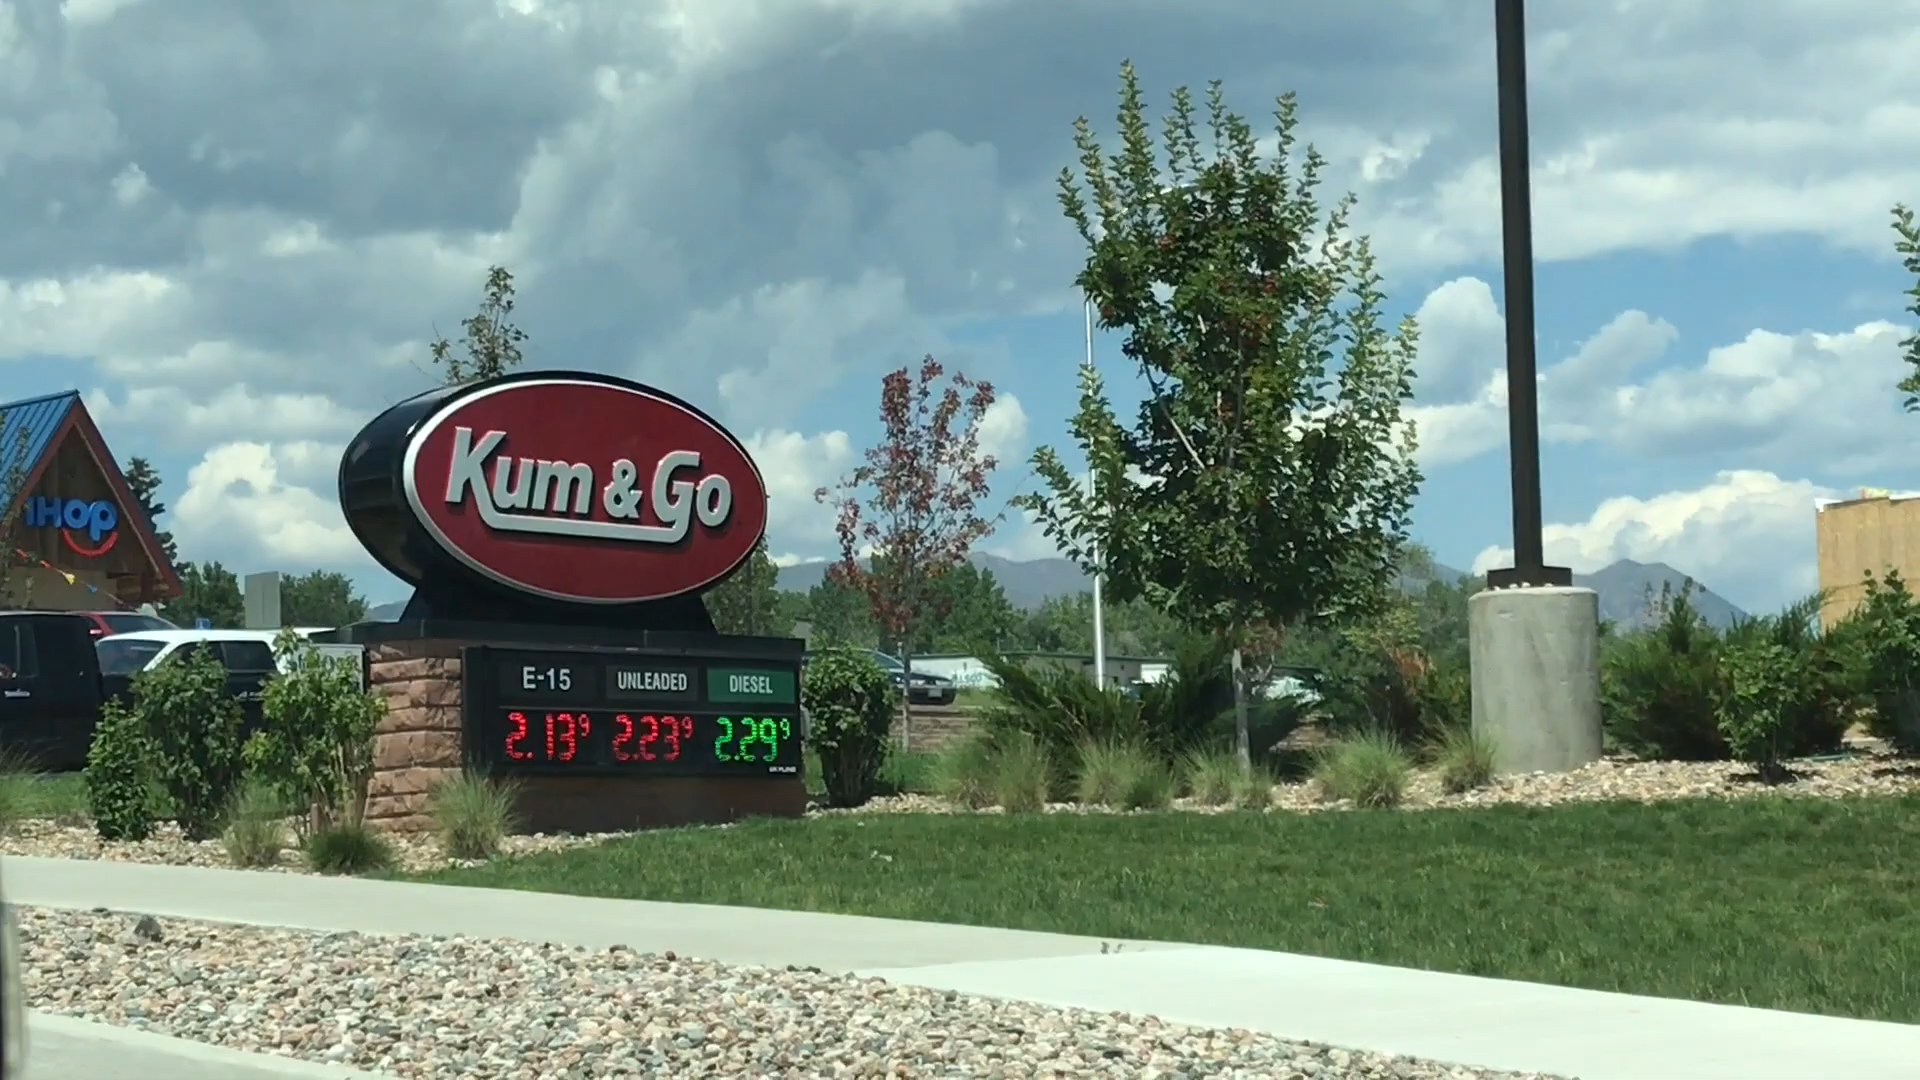 IHOP
Kum & Go
E-15 UNLEADED DIESEL
2.13⁹ 2.23⁹ 2.29⁹